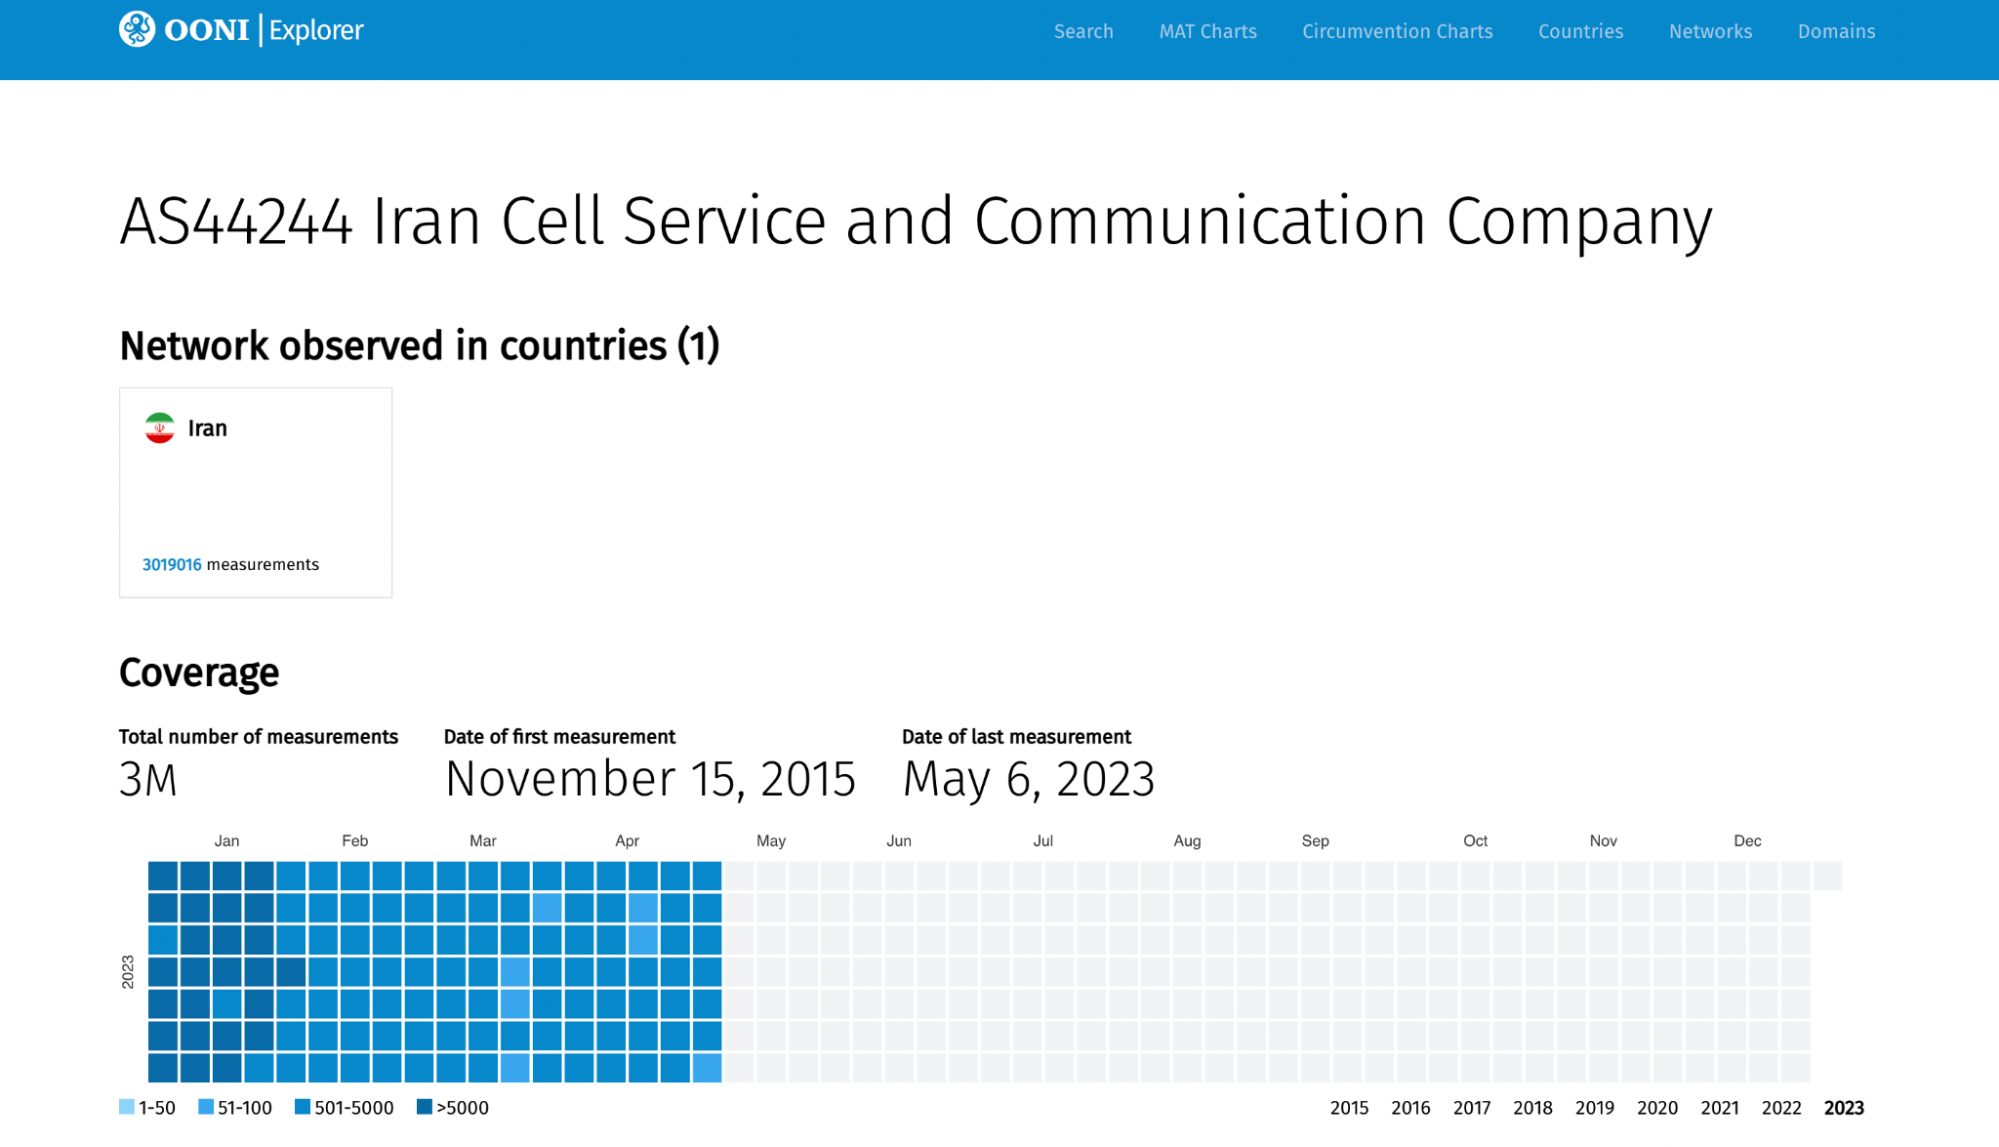 OONI | Explorer
Search MAT Charts Circumvention Charts Countries Networks Domains
AS44244 Iran Cell Service and Communication Company
Network observed in countries (1)
Iran
3019016 measurements
Coverage
Total number of measurements Date of first measurement Date of last measurement
3M November 15, 2015 May 6, 2023
Jan Feb Mar Apr May Jun Jul Aug Sep Oct Nov Dec
2023
1-50 51-100 501-5000 >5000
2015 2016 2017 2018 2019 2020 2021 2022 2023